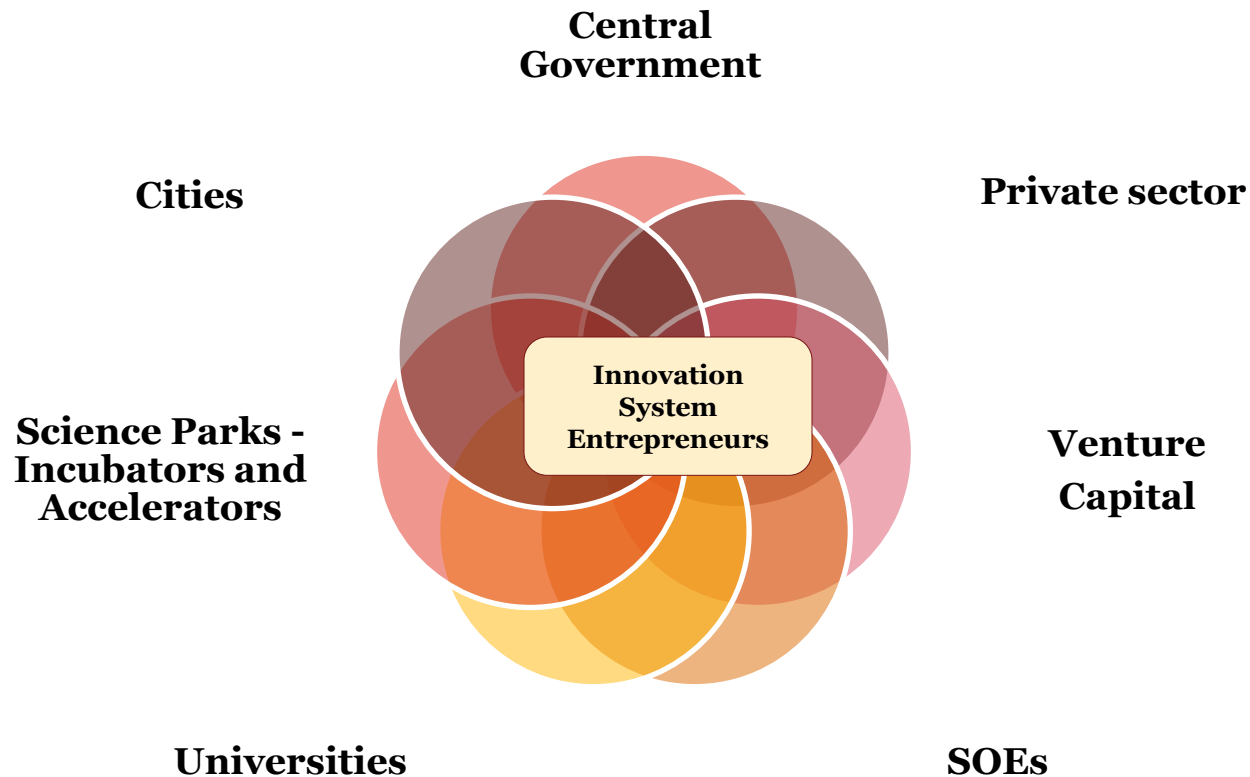 Central
Government
Cities
Private sector
Innovation
System
Entrepreneurs
Science Parks -
Incubators and
Accelerators
Venture
Capital
Universities
SOEs